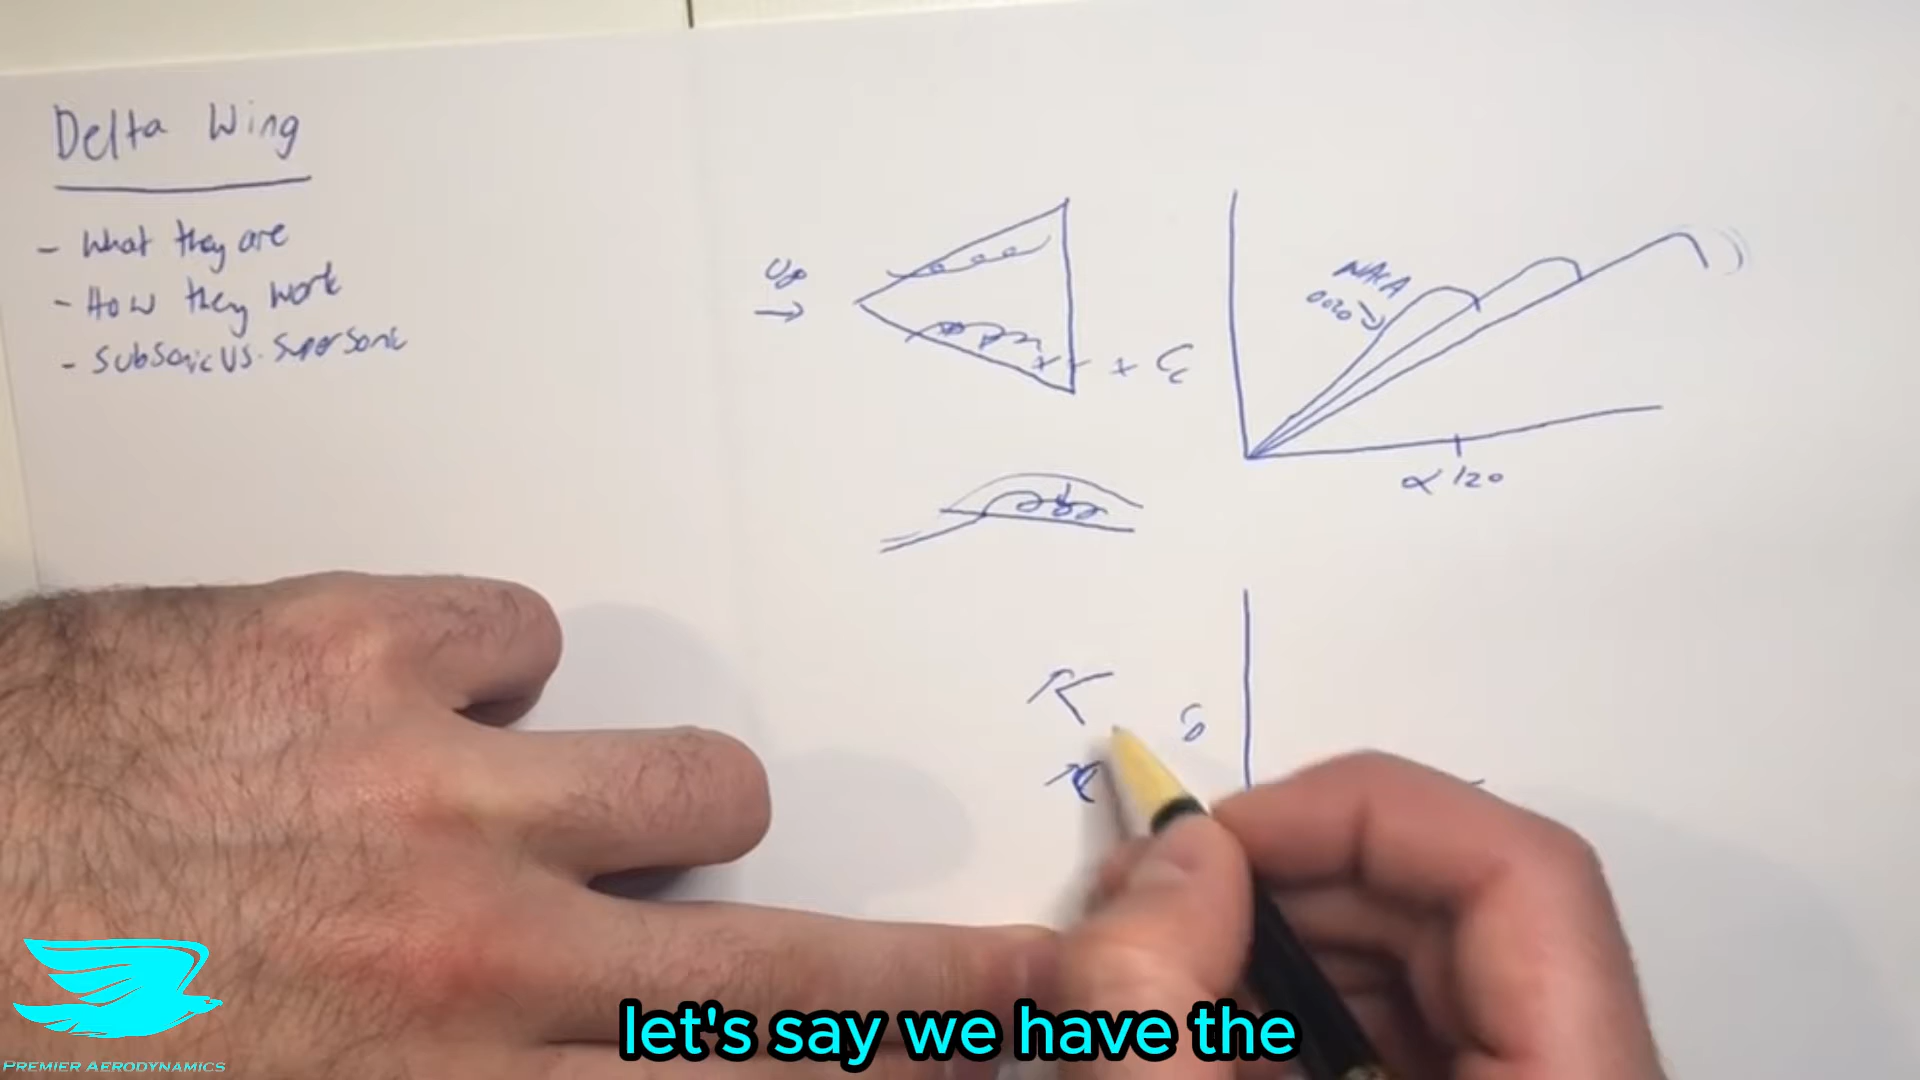 Delta Wing
- What they are
- How they work
- Subsonic vs. Supersonic
U∞
NACA
0020
+ + + CL
α 120
δ
let's say we have the
PREMIER AERODYNAMICS